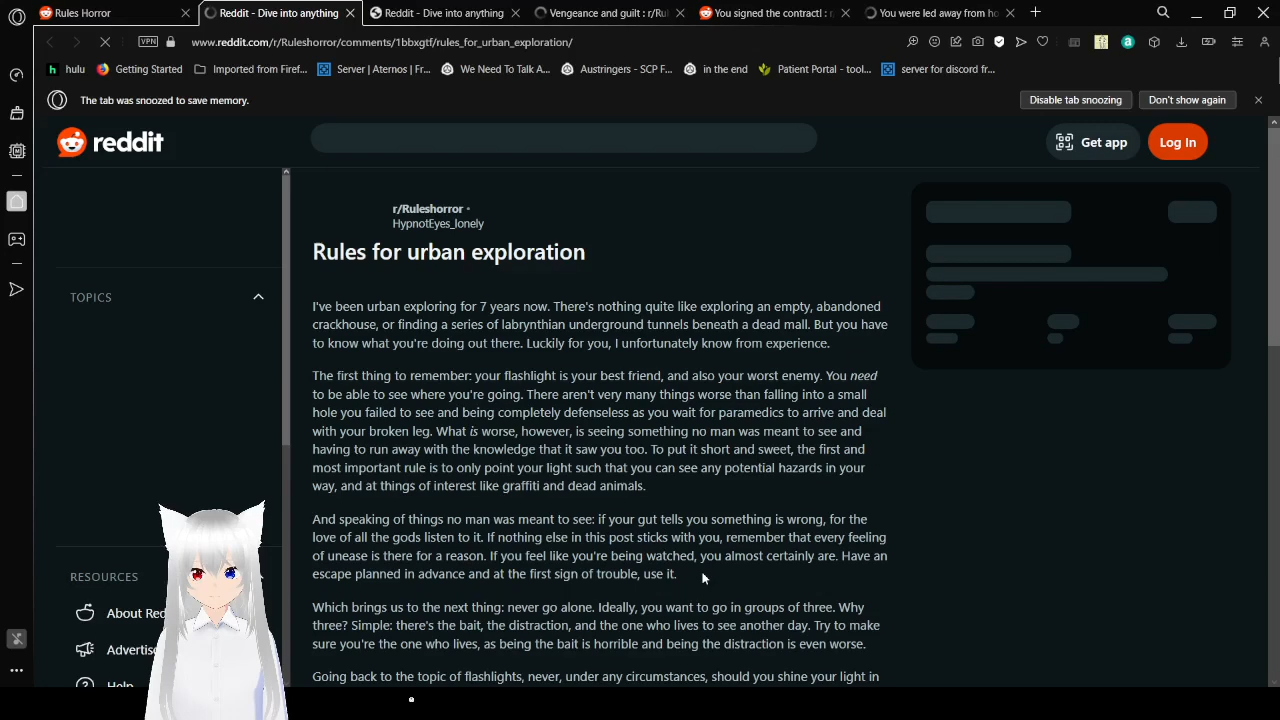 Rules Horror
Reddit - Dive into anything
Reddit - Dive into anything
Vengeance and guilt : r/Ru
You signed the contract! : r
You were led away from ho
VPN
www.reddit.com/r/Ruleshorror/comments/1bbxgtf/rules_for_urban_exploration/
hulu
Getting Started
Imported from Firef...
Server | Aternos | Fr...
We Need To Talk A...
Austringers - SCP F...
in the end
Patient Portal - tool...
server for discord fr...
The tab was snoozed to save memory.
Disable tab snoozing
Don't show again
reddit
Get app
Log In
TOPICS
RESOURCES
About Red
Advertise
Help
r/Ruleshorror •
HypnotEyes_lonely
Rules for urban exploration
I've been urban exploring for 7 years now. There's nothing quite like exploring an empty, abandoned
crackhouse, or finding a series of labrynthian underground tunnels beneath a dead mall. But you have
to know what you're doing out there. Luckily for you, I unfortunately know from experience.
The first thing to remember: your flashlight is your best friend, and also your worst enemy. You need
to be able to see where you're going. There aren't very many things worse than falling into a small
hole you failed to see and being completely defenseless as you wait for paramedics to arrive and deal
with your broken leg. What is worse, however, is seeing something no man was meant to see and
having to run away with the knowledge that it saw you too. To put it short and sweet, the first and
most important rule is to only point your light such that you can see any potential hazards in your
way, and at things of interest like graffiti and dead animals.
And speaking of things no man was meant to see: if your gut tells you something is wrong, for the
love of all the gods listen to it. If nothing else in this post sticks with you, remember that every feeling
of unease is there for a reason. If you feel like you're being watched, you almost certainly are. Have an
escape planned in advance and at the first sign of trouble, use it.
Which brings us to the next thing: never go alone. Ideally, you want to go in groups of three. Why
three? Simple: there's the bait, the distraction, and the one who lives to see another day. Try to make
sure you're the one who lives, as being the bait is horrible and being the distraction is even worse.
Going back to the topic of flashlights, never, under any circumstances, should you shine your light in